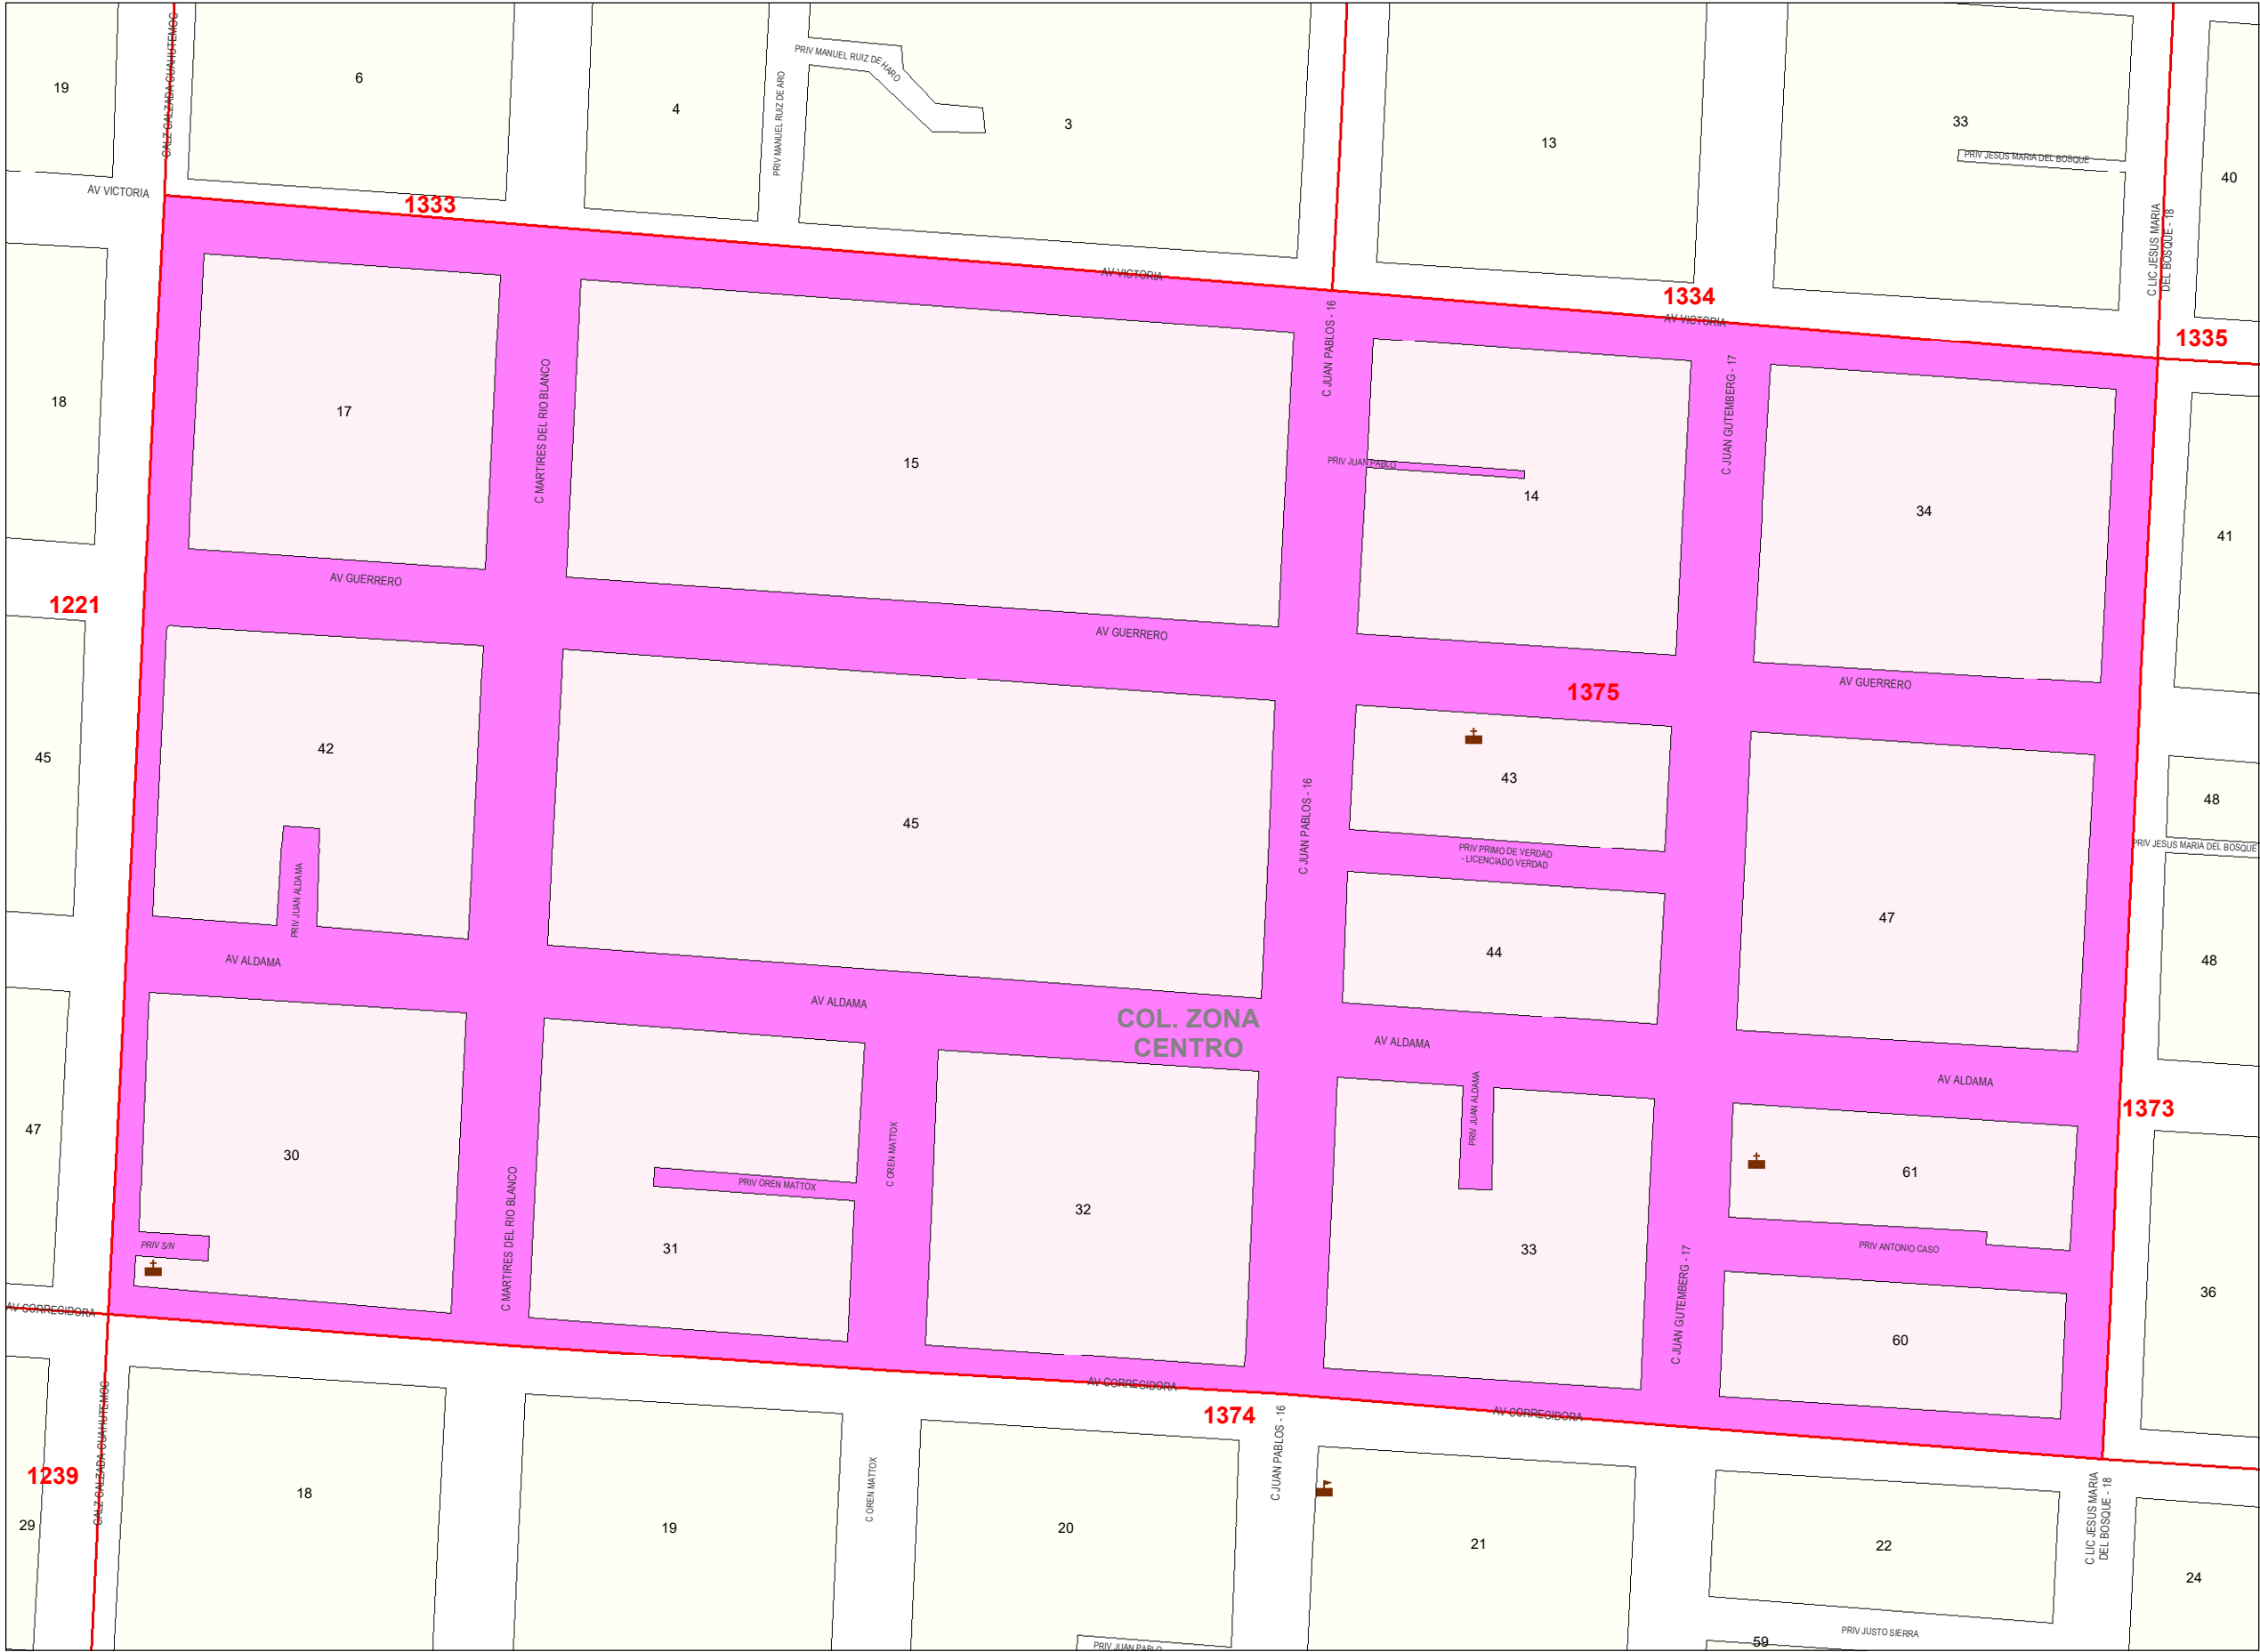 19
6
4
3
13
33
40
CALZ CALZADA CUAHUTEMOC
PRIV MANUEL RUIZ DE HARO
PRIV MANUEL RUIZ DE ARO
PRIV JESUS MARIA DEL BOSQUE
C LIC JESUS MARIA
DEL BOSQUE - 18
AV VICTORIA
1333
AV VICTORIA
1334
AV VICTORIA
1335
18
17
C MARTIRES DEL RIO BLANCO
15
C JUAN PABLOS - 16
PRIV JUAN PABLO
14
C JUAN GUTEMBERG - 17
34
41
1221
AV GUERRERO
AV GUERRERO
1375
AV GUERRERO
45
42
PRIV JUAN ALDAMA
45
C JUAN PABLOS - 16
43
PRIV PRIMO DE VERDAD
- LICENCIADO VERDAD
44
47
48
PRIV JESUS MARIA DEL BOSQUE
48
AV ALDAMA
AV ALDAMA
COL. ZONA
CENTRO
AV ALDAMA
AV ALDAMA
1373
47
30
PRIV S/N
C MARTIRES DEL RIO BLANCO
PRIV OREN MATTOX
31
C OREN MATTOX
32
PRIV JUAN ALDAMA
33
C JUAN GUTEMBERG - 17
61
PRIV ANTONIO CASO
60
36
AV CORREGIDORA
AV CORREGIDORA
1374
AV CORREGIDORA
1239
CALZ CALZADA CUAHUTEMOC
29
18
19
C OREN MATTOX
20
PRIV JUAN PABLO
C JUAN PABLOS - 16
21
22
C LIC JESUS MARIA
DEL BOSQUE - 18
24
PRIV JUSTO SIERRA
59